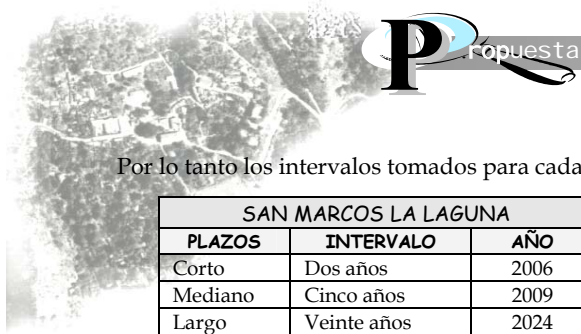 Propuesta
Por lo tanto los intervalos tomados para cada
SAN MARCOS LA LAGUNA
PLAZOS INTERVALO AÑO
Corto Dos años 2006
Mediano Cinco años 2009
Largo Veinte años 2024